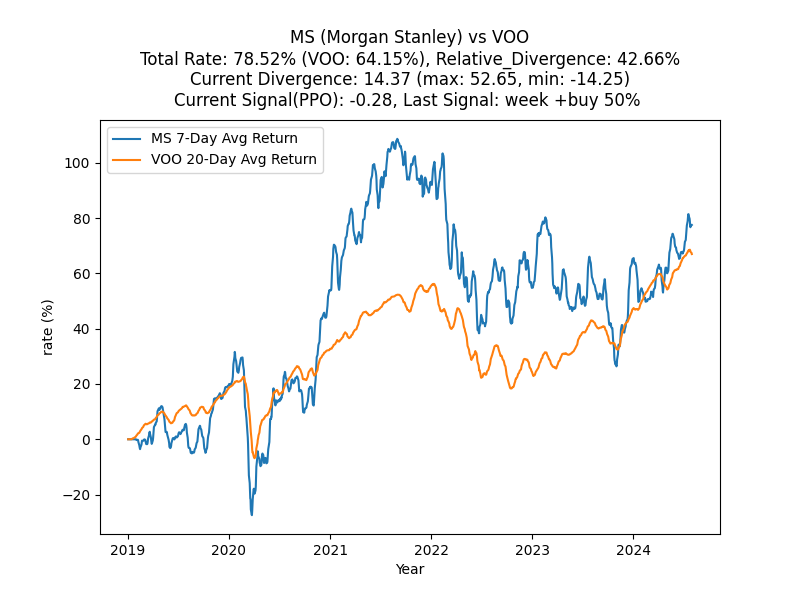 MS (Morgan Stanley) vs VOO
Total Rate: 78.52% (VOO: 64.15%), Relative_Divergence: 42.66%
Current Divergence: 14.37 (max: 52.65, min: -14.25)
Current Signal(PPO): -0.28, Last Signal: week +buy 50%
MS 7-Day Avg Return
VOO 20-Day Avg Return
rate (%)
100
80
60
40
20
0
−20
2019 2020 2021 2022 2023 2024
Year